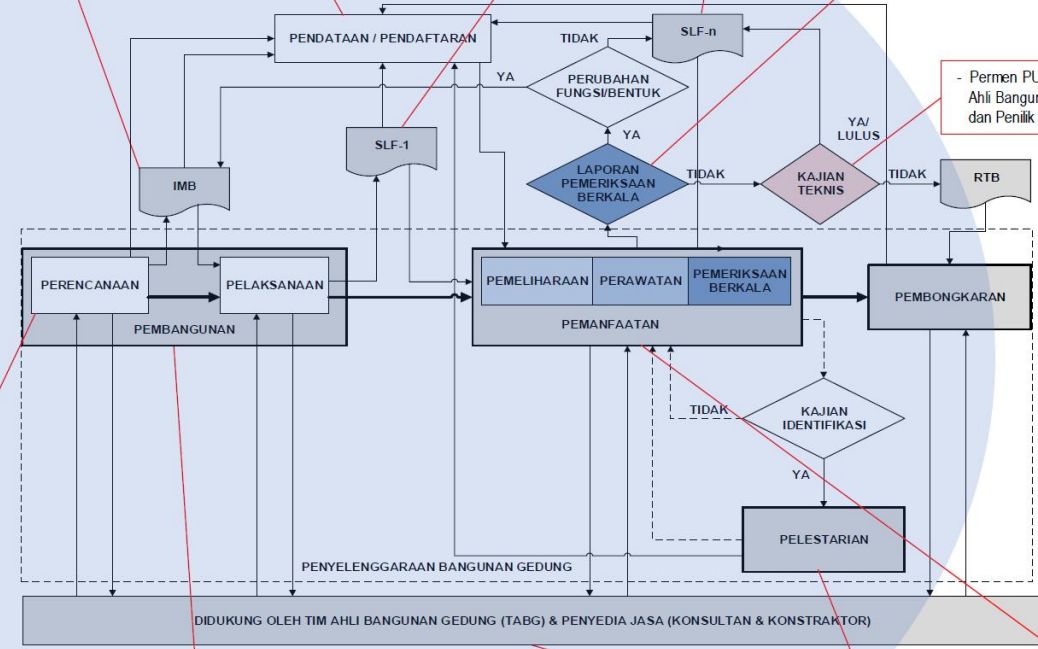 PENDATAAN / PENDAFTARAN
TIDAK
SLF-n
YA
PERUBAHAN
FUNGSI/BENTUK
- Permen PU
Ahli Bangun
dan Penilik
YA/
LULUS
SLF-1
YA
IMB
LAPORAN
PEMERIKSAAN
BERKALA
TIDAK
KAJIAN
TEKNIS
TIDAK
RTB
PERENCANAAN
PELAKSANAAN
PEMBANGUNAN
PEMELIHARAAN
PERAWATAN
PEMERIKSAAN
BERKALA
PEMANFAATAN
PEMBONGKARAN
TIDAK
KAJIAN
IDENTIFIKASI
YA
PELESTARIAN
PENYELENGGARAAN BANGUNAN GEDUNG
DIDUKUNG OLEH TIM AHLI BANGUNAN GEDUNG (TABG) & PENYEDIA JASA (KONSULTAN & KONSTRAKTOR)